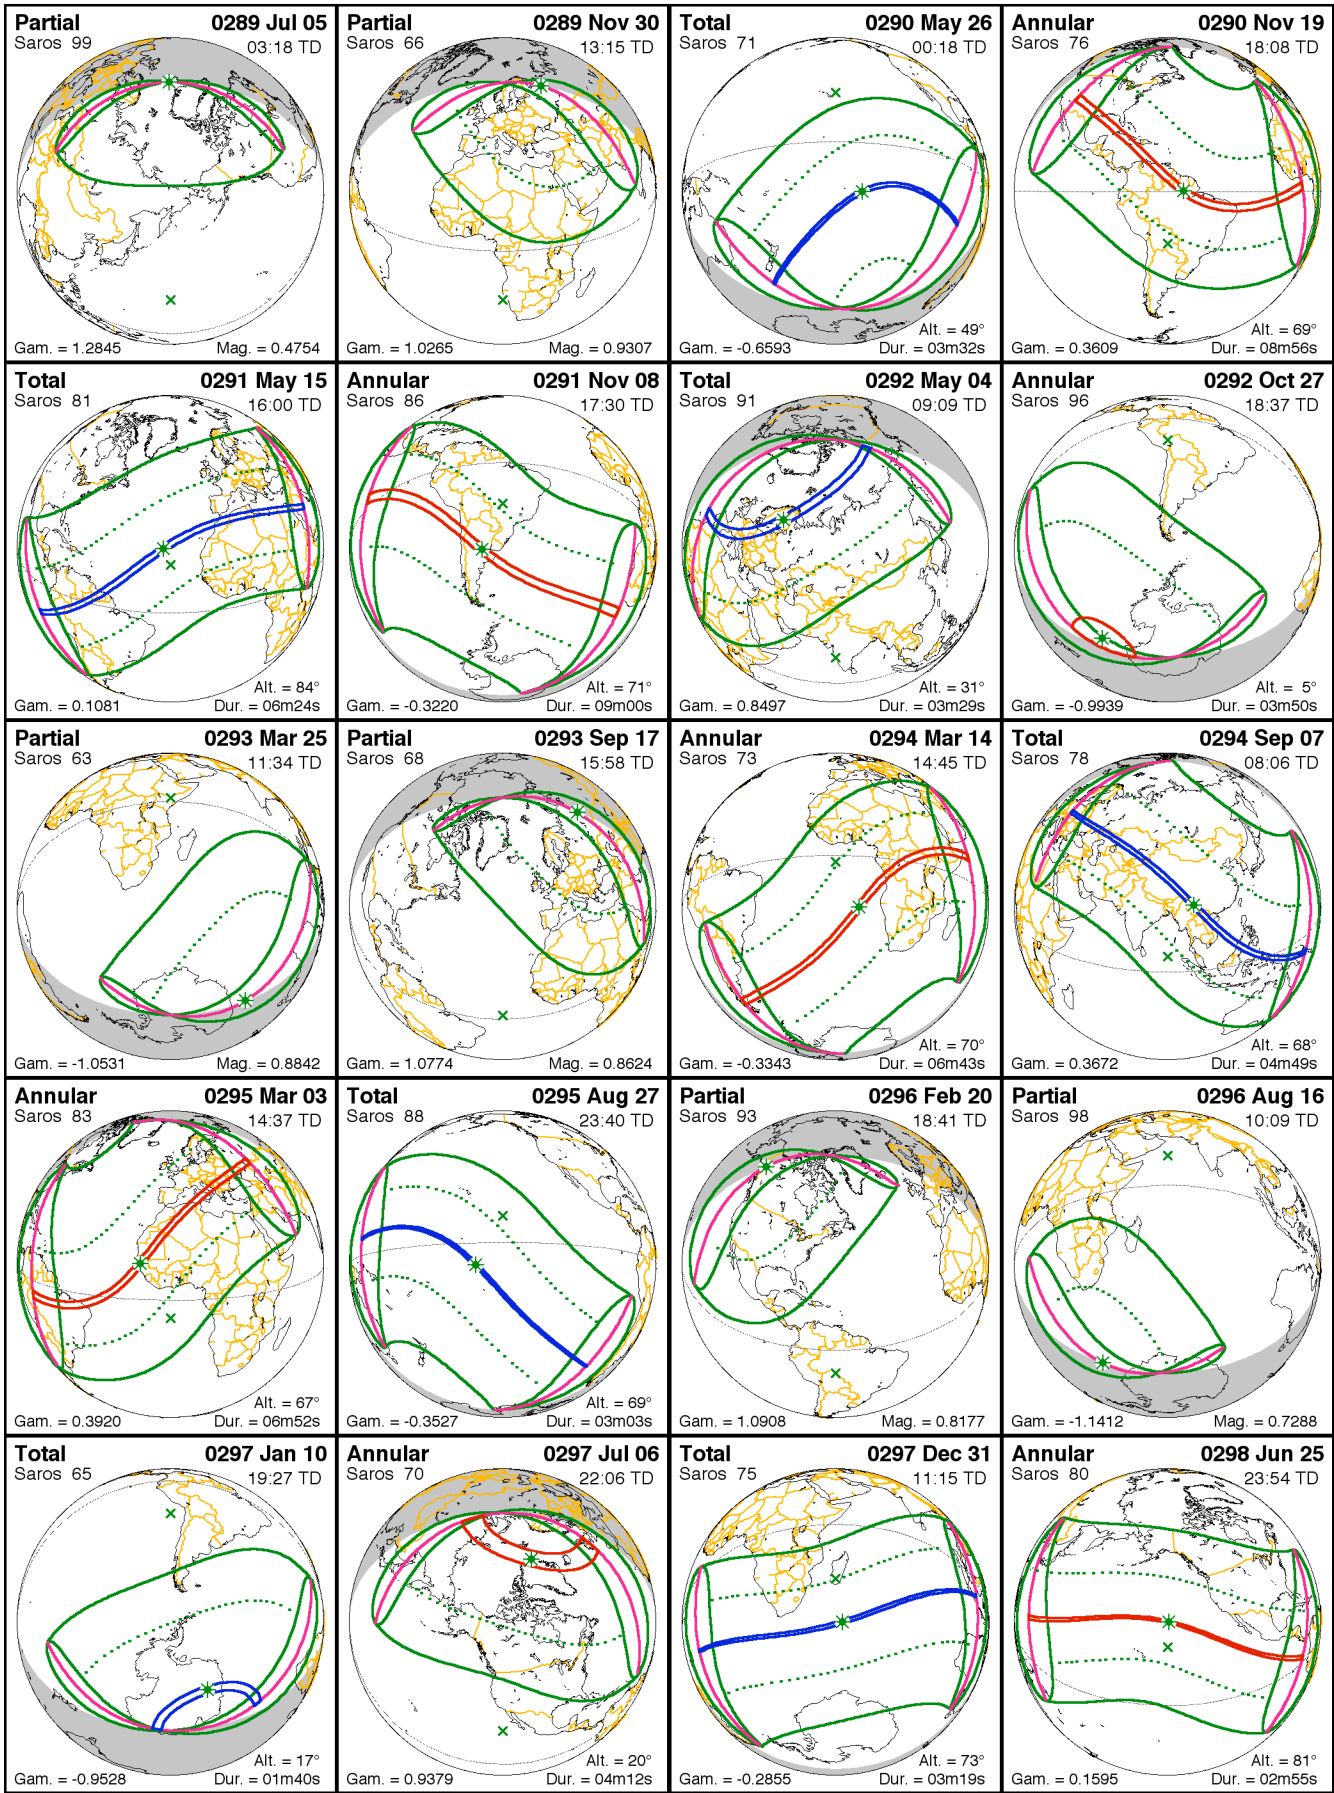 Partial 0289 Jul 05
Saros 99 03:18 TD
Gam. = 1.2845 Mag. = 0.4754
Partial 0289 Nov 30
Saros 66 13:15 TD
Gam. = 1.0265 Mag. = 0.9307
Total 0290 May 26
Saros 71 00:18 TD
Alt. = 49°
Gam. = -0.6593 Dur. = 03m32s
Annular 0290 Nov 19
Saros 76 18:08 TD
Alt. = 69°
Gam. = 0.3609 Dur. = 08m56s
Total 0291 May 15
Saros 81 16:00 TD
Alt. = 84°
Gam. = 0.1081 Dur. = 06m24s
Annular 0291 Nov 08
Saros 86 17:30 TD
Alt. = 71°
Gam. = -0.3220 Dur. = 09m00s
Total 0292 May 04
Saros 91 09:09 TD
Alt. = 31°
Gam. = 0.8497 Dur. = 03m29s
Annular 0292 Oct 27
Saros 96 18:37 TD
Alt. = 5°
Gam. = -0.9939 Dur. = 03m50s
Partial 0293 Mar 25
Saros 63 11:34 TD
Gam. = -1.0531 Mag. = 0.8842
Partial 0293 Sep 17
Saros 68 15:58 TD
Gam. = 1.0774 Mag. = 0.8624
Annular 0294 Mar 14
Saros 73 14:45 TD
Alt. = 70°
Gam. = -0.3343 Dur. = 06m43s
Total 0294 Sep 07
Saros 78 08:06 TD
Alt. = 68°
Gam. = 0.3672 Dur. = 04m49s
Annular 0295 Mar 03
Saros 83 14:37 TD
Alt. = 67°
Gam. = 0.3920 Dur. = 06m52s
Total 0295 Aug 27
Saros 88 23:40 TD
Alt. = 69°
Gam. = -0.3527 Dur. = 03m03s
Partial 0296 Feb 20
Saros 93 18:41 TD
Gam. = 1.0908 Mag. = 0.8177
Partial 0296 Aug 16
Saros 98 10:09 TD
Gam. = -1.1412 Mag. = 0.7288
Total 0297 Jan 10
Saros 65 19:27 TD
Alt. = 17°
Gam. = -0.9528 Dur. = 01m40s
Annular 0297 Jul 06
Saros 70 22:06 TD
Alt. = 20°
Gam. = 0.9379 Dur. = 04m12s
Total 0297 Dec 31
Saros 75 11:15 TD
Alt. = 73°
Gam. = -0.2855 Dur. = 03m19s
Annular 0298 Jun 25
Saros 80 23:54 TD
Alt. = 81°
Gam. = 0.1595 Dur. = 02m55s